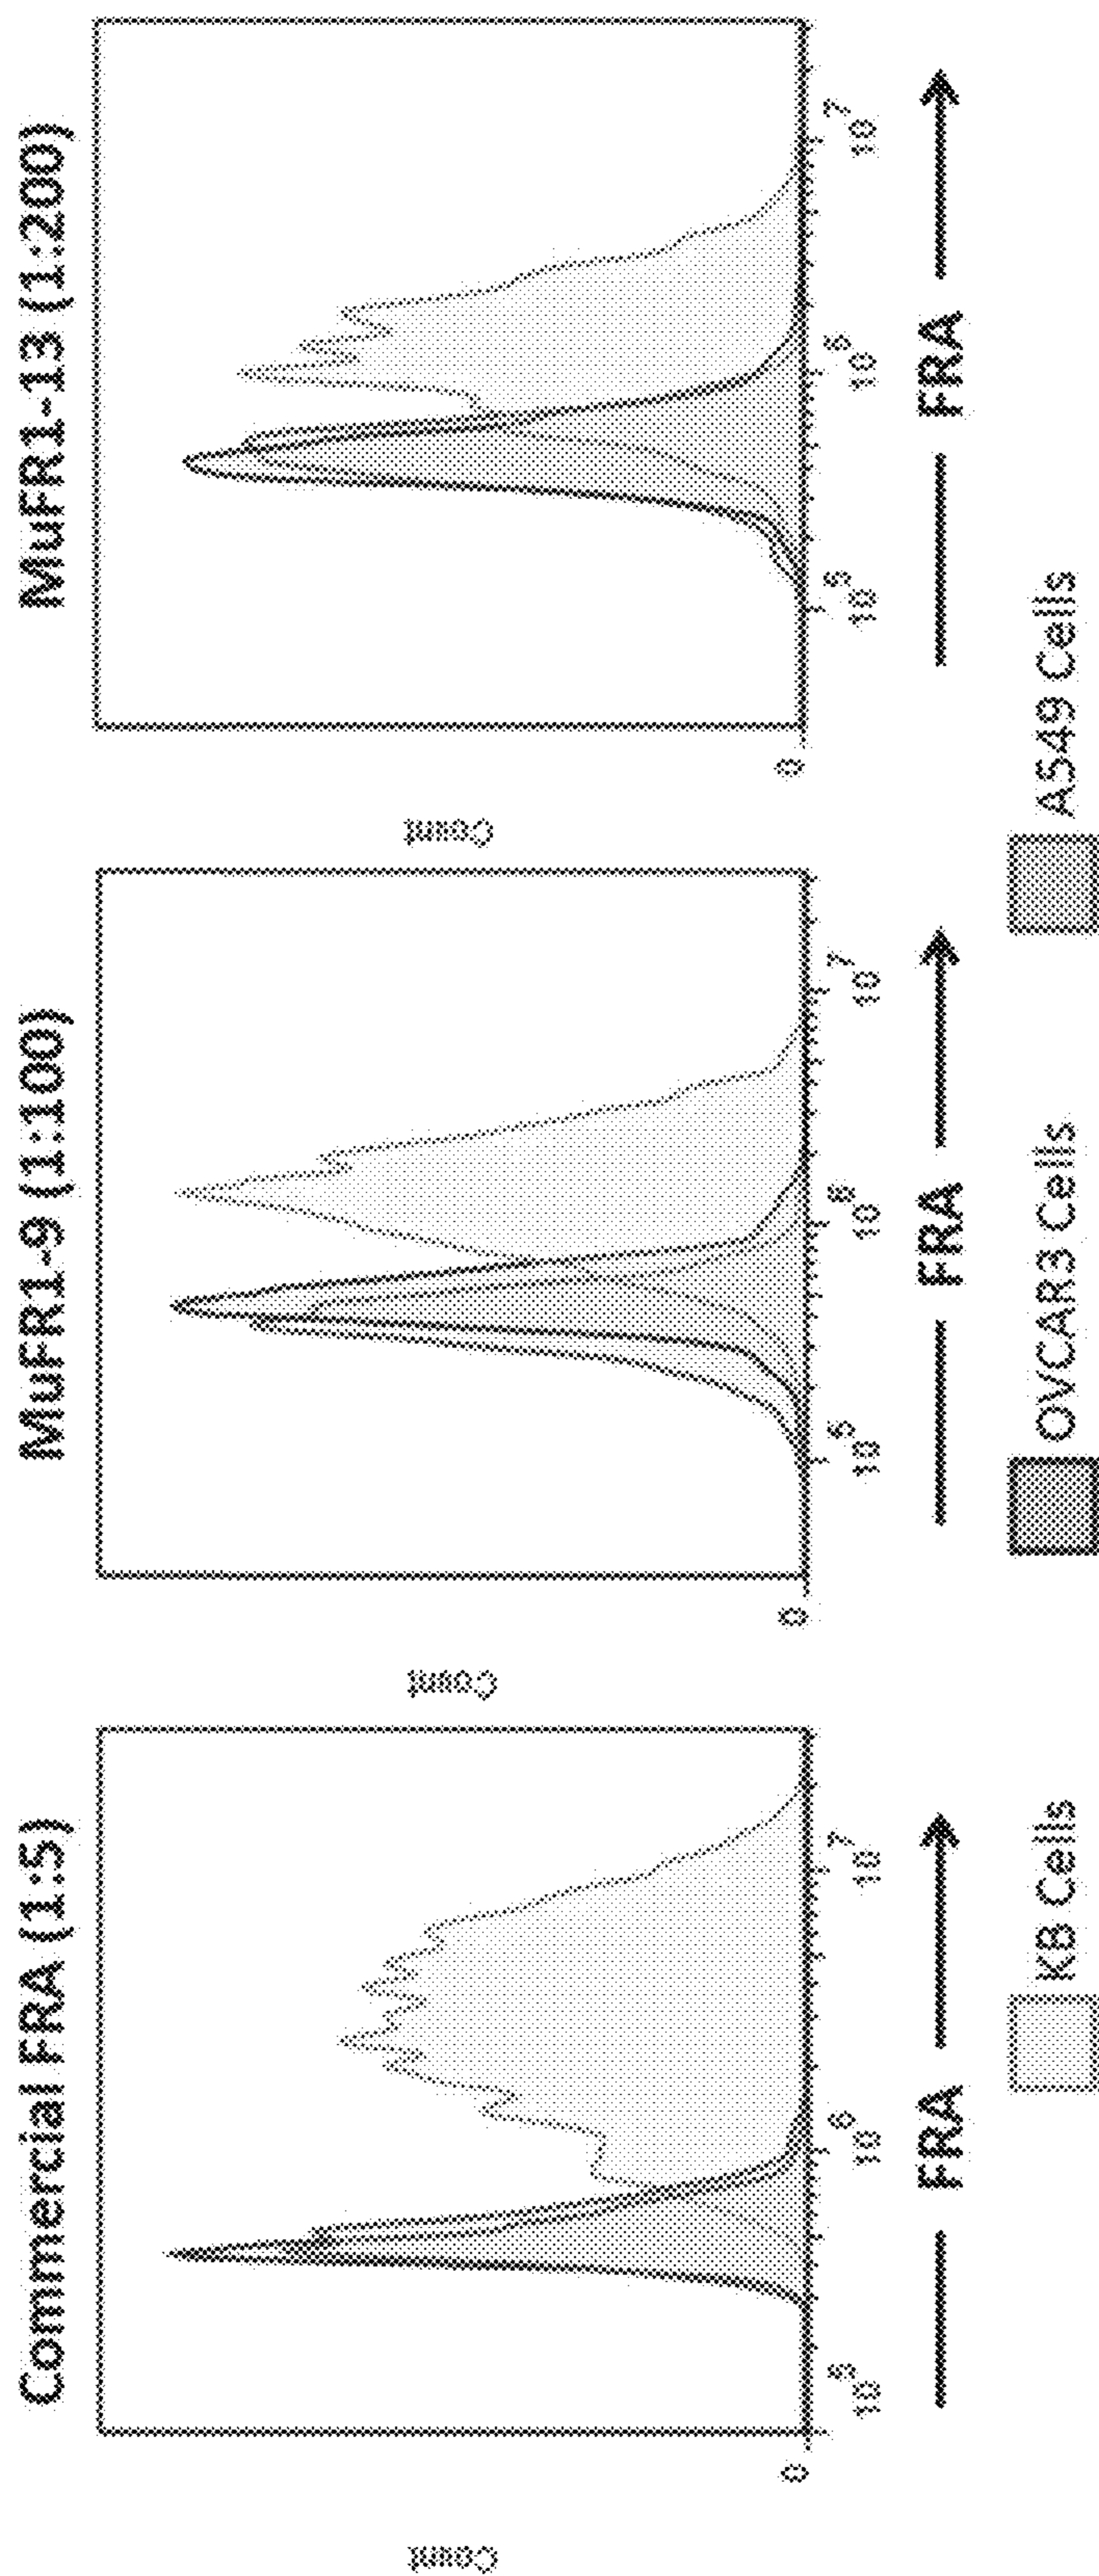 Commercial FRA (1:5)
Count
0
10^5
10^6
10^7
FRA
MuFR1-9 (1:100)
Count
0
10^5
10^6
10^7
FRA
MuFR1-13 (1:200)
Count
0
10^5
10^6
10^7
FRA
KB Cells
OVCAR3 Cells
A549 Cells